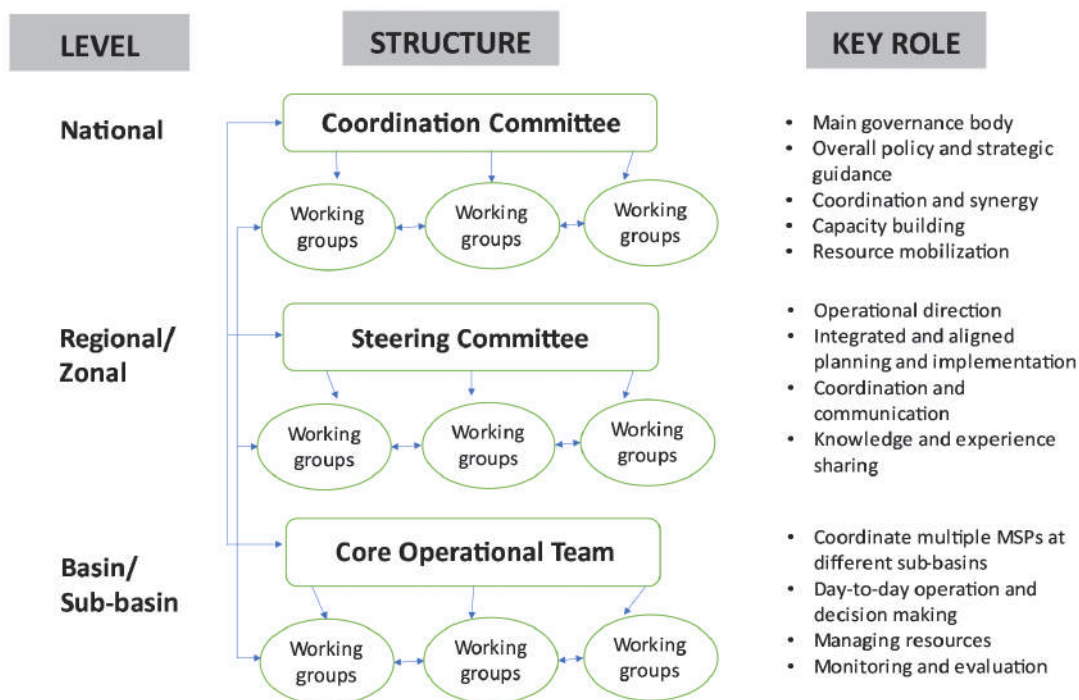 LEVEL
STRUCTURE
KEY ROLE
National
Coordination Committee
Working
groups
Working
groups
Working
groups
• Main governance body
• Overall policy and strategic
guidance
• Coordination and synergy
• Capacity building
• Resource mobilization
Regional/
Zonal
Steering Committee
Working
groups
Working
groups
Working
groups
• Operational direction
• Integrated and aligned
planning and implementation
• Coordination and
communication
• Knowledge and experience
sharing
Basin/
Sub-basin
Core Operational Team
Working
groups
Working
groups
Working
groups
• Coordinate multiple MSPs at
different sub-basins
• Day-to-day operation and
decision making
• Managing resources
• Monitoring and evaluation